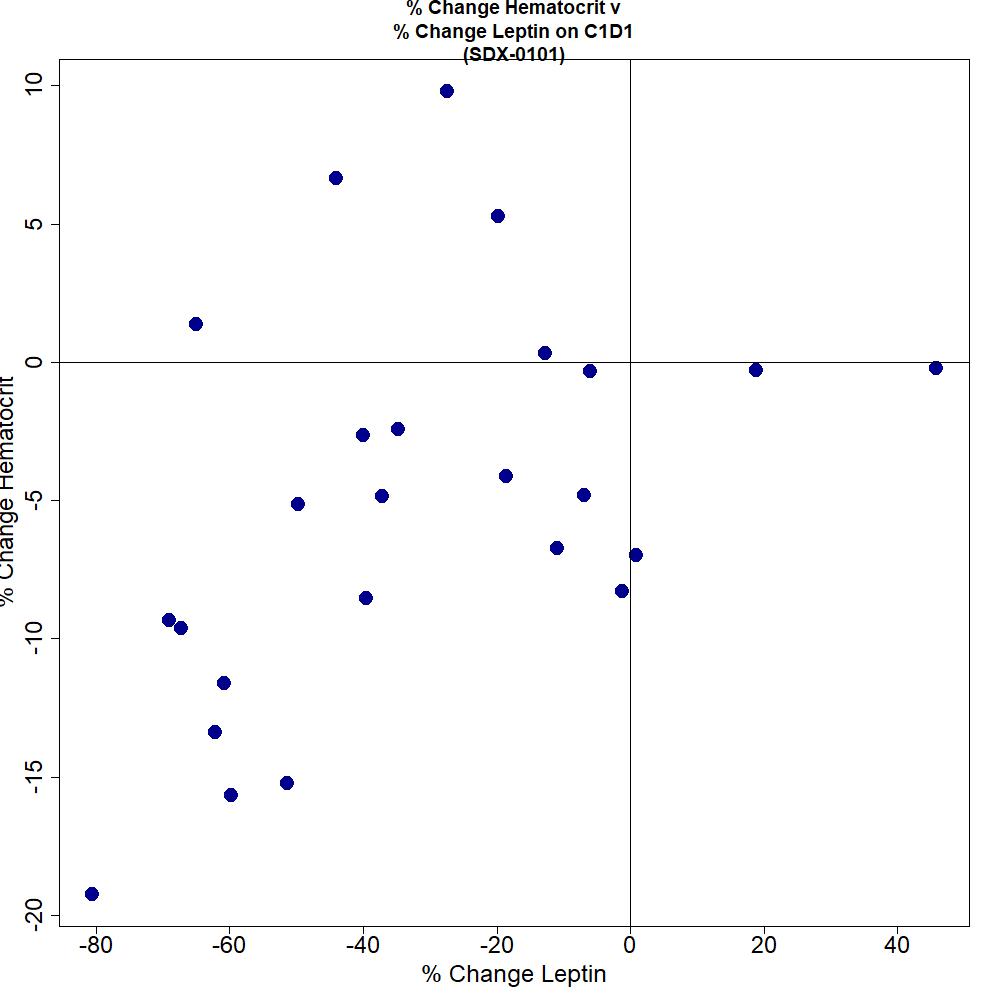 % Change Hematocrit v
% Change Leptin on C1D1
(SDX-0101)
% Change Hematocrit
10
5
0
-5
-10
-15
-20
-80 -60 -40 -20 0 20 40
% Change Leptin